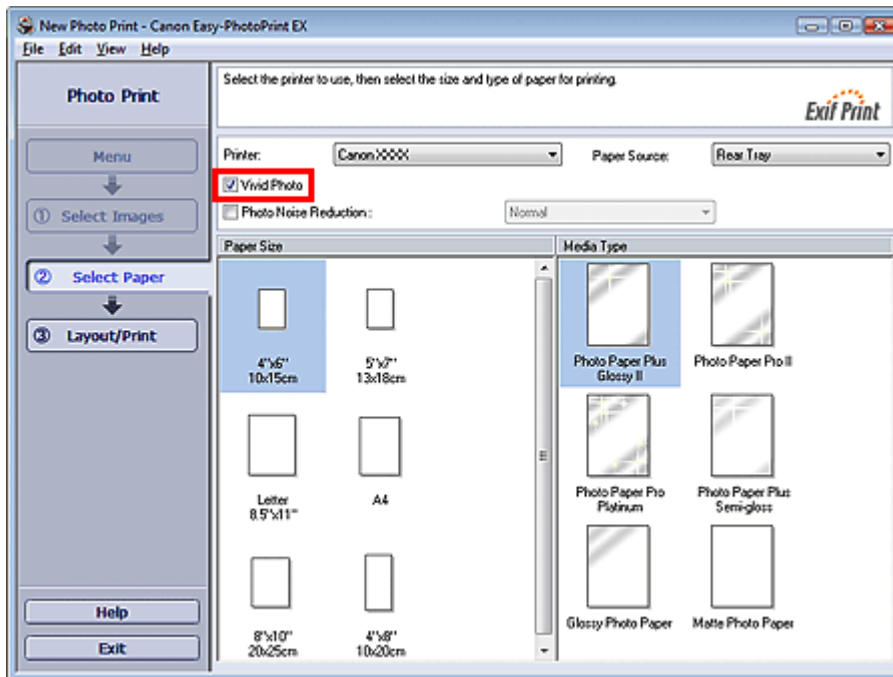 New Photo Print - Canon Easy-PhotoPrint EX
File Edit View Help
Photo Print
Select the printer to use, then select the size and type of paper for printing.
Exif Print
Menu
① Select Images
② Select Paper
③ Layout/Print
Help
Exit
Printer: Canon XXXX Paper Source: Rear Tray
Vivid Photo
Photo Noise Reduction : Normal
Paper Size
4"x6"
10x15cm
5"x7"
13x18cm
Letter
8.5"x11"
A4
8"x10"
20x25cm
4"x8"
10x20cm
Media Type
Photo Paper Plus
Glossy II
Photo Paper Pro II
Photo Paper Pro
Platinum
Photo Paper Plus
Semi-gloss
Glossy Photo Paper
Matte Photo Paper